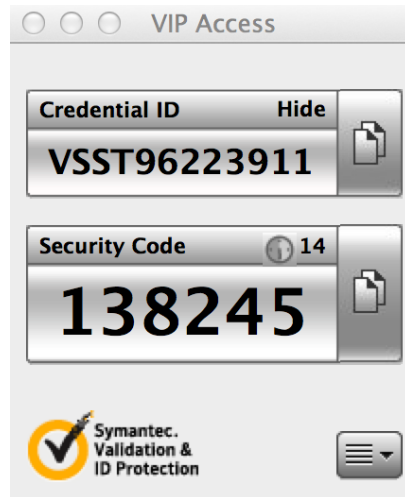 VIP Access
Credential ID Hide
VSST96223911
Security Code 14
138245
Symantec.
Validation &
ID Protection